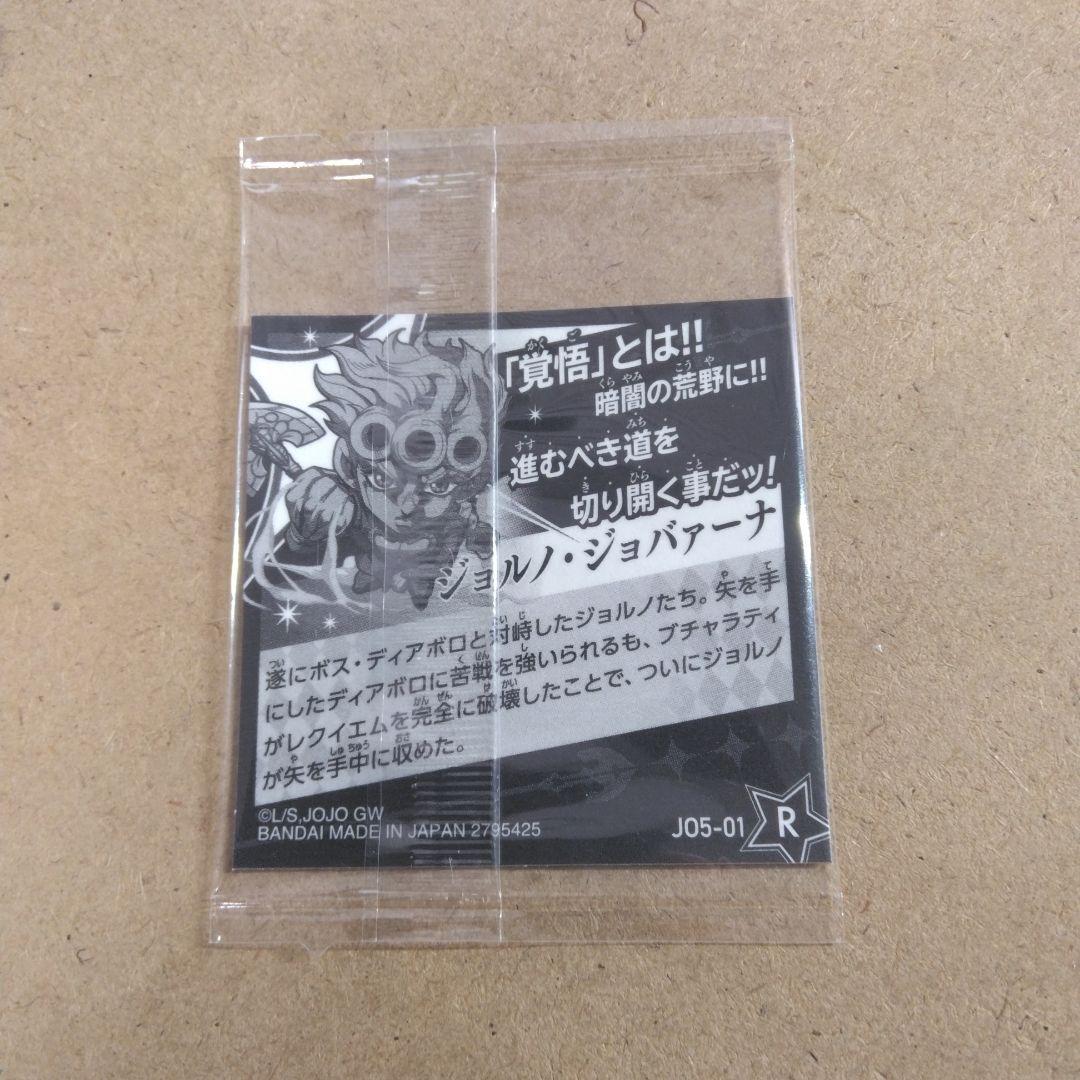 「覚悟」とは!!
暗闇の荒野に!!
進むべき道を
切り開く事だッ!
ジョルノ・ジョバァーナ
遂にボス・ディアボロと対峙したジョルノたち。矢を手
にしたディアボロに苦戦を強いられるも、ブチャラティ
がレクイエムを完全に破壊したことで、ついにジョルノ
が矢を手中に収めた。
©L/S,JOJO GW
BANDAI MADE IN JAPAN 2795425
JO5-01 R